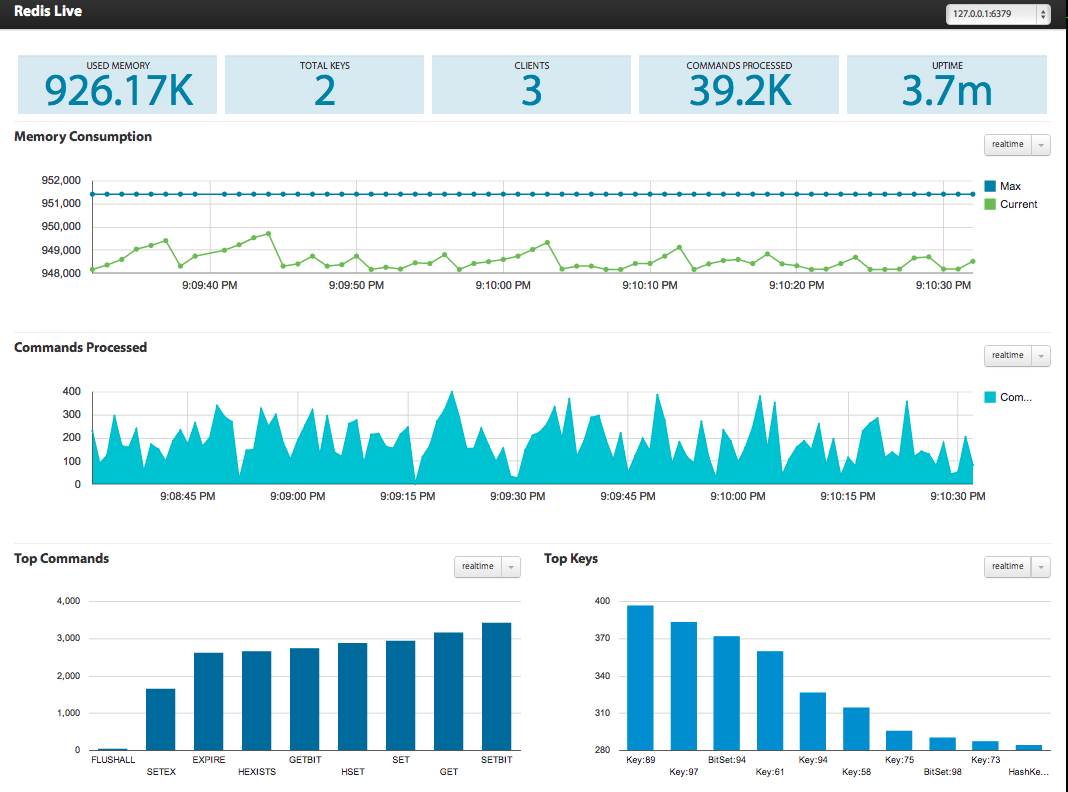 Redis Live
127.0.0.1:6379
USED MEMORY
926.17K
TOTAL KEYS
2
CLIENTS
3
COMMANDS PROCESSED
39.2K
UPTIME
3.7m
Memory Consumption
realtime
952,000
951,000
950,000
949,000
948,000
Max
Current
9:09:40 PM 9:09:50 PM 9:10:00 PM 9:10:10 PM 9:10:20 PM 9:10:30 PM
Commands Processed
realtime
400
300
200
100
0
Com...
9:08:45 PM 9:09:00 PM 9:09:15 PM 9:09:30 PM 9:09:45 PM 9:10:00 PM 9:10:15 PM 9:10:30 PM
Top Commands
realtime
4,000
3,000
2,000
1,000
0
FLUSHALL EXPIRE GETBIT SET SETBIT
SETEX HEXISTS HSET GET
Top Keys
realtime
400
370
340
310
280
Key:89 BitSet:94 Key:94 Key:75 Key:73
Key:97 Key:61 Key:58 BitSet:98 HashKe...